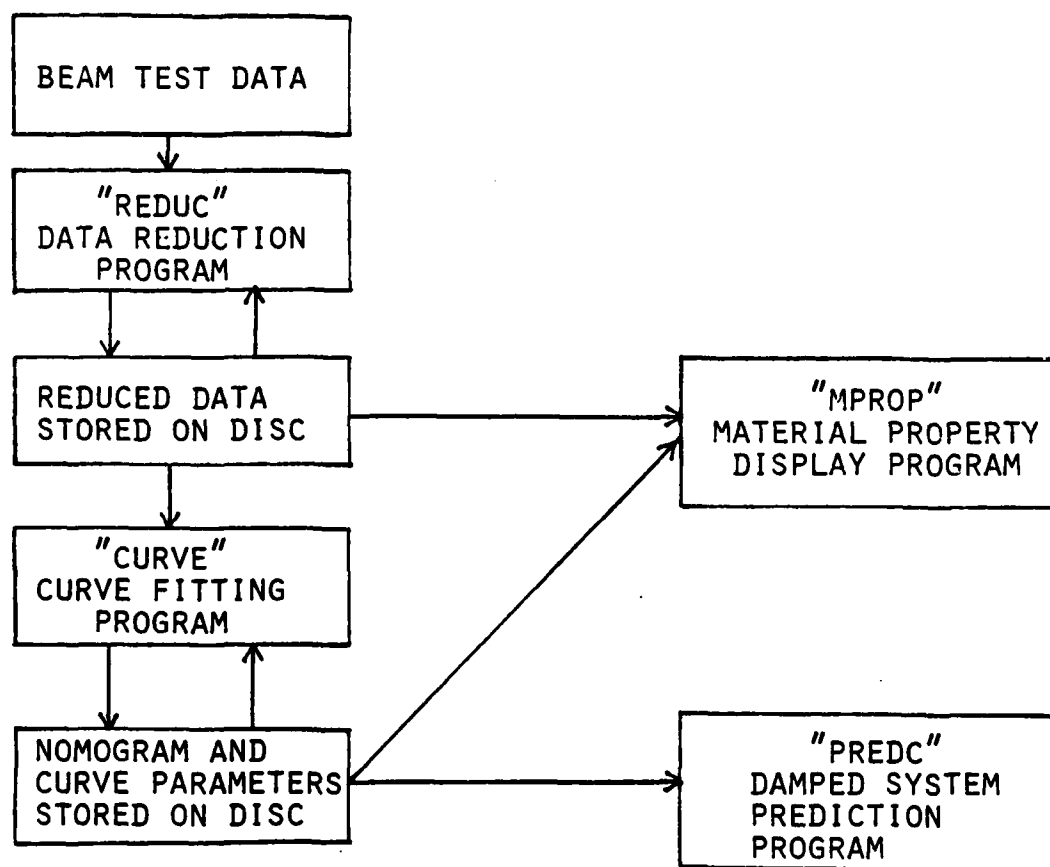 BEAM TEST DATA
"REDUC"
DATA REDUCTION
PROGRAM
REDUCED DATA
STORED ON DISC
"MPROP"
MATERIAL PROPERTY
DISPLAY PROGRAM
"CURVE"
CURVE FITTING
PROGRAM
NOMOGRAM AND
CURVE PARAMETERS
STORED ON DISC
"PREDC"
DAMPED SYSTEM
PREDICTION
PROGRAM